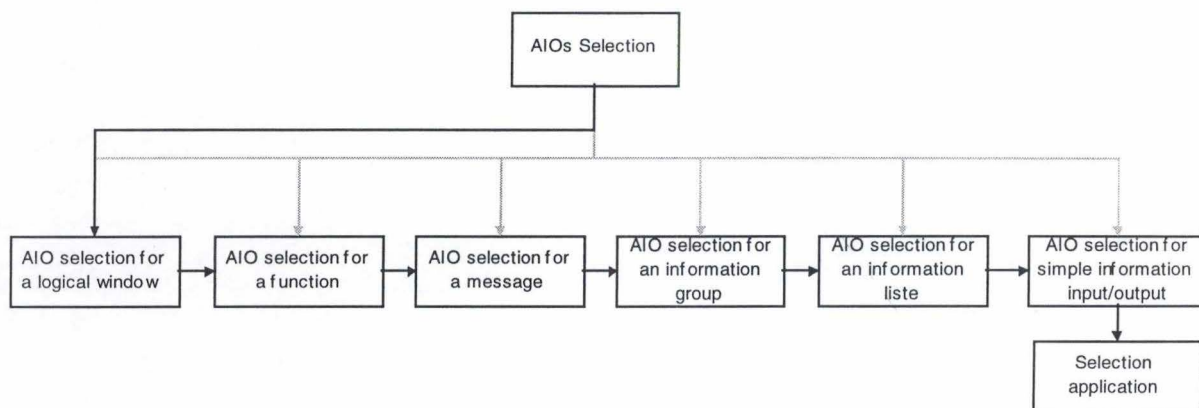 AIOs Selection
AIO selection for
a logical window
AIO selection for
a function
AIO selection for
a message
AIO selection for
an information
group
AIO selection for
an information
liste
AIO selection for
simple information
input/output
Selection
application